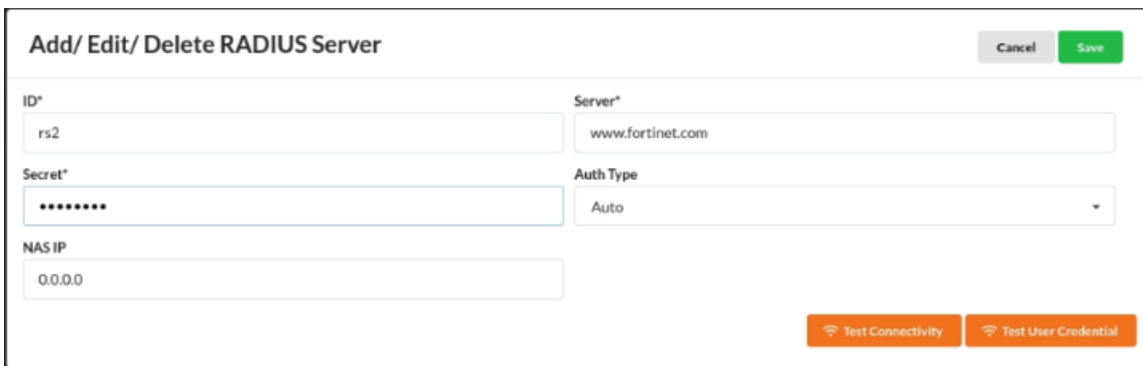 Add/ Edit/ Delete RADIUS Server
Cancel
Save
ID*
Server*
rs2
www.fortinet.com
Secret*
Auth Type
••••••••
Auto
NAS IP
0.0.0.0
Test Connectivity
Test User Credential